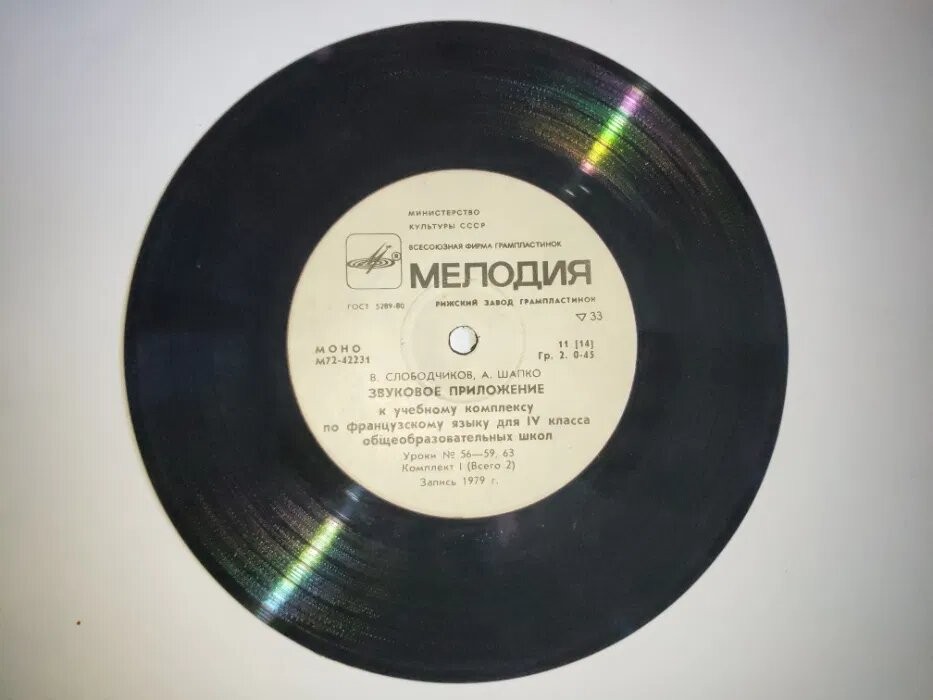 МИНИСТЕРСТВО
КУЛЬТУРЫ СССР
ВСЕСОЮЗНАЯ ФИРМА ГРАМПЛАСТИНОК
МЕЛОДИЯ
ГОСТ 5289-80
РИЖСКИЙ ЗАВОД ГРАМПЛАСТИНОК
▽ 33
МОНО
М72-42231
11 [14]
Гр. 2. 0-45
В. СЛОБОДЧИКОВ, А. ШАПКО
ЗВУКОВОЕ ПРИЛОЖЕНИЕ
к учебному комплексу
по французскому языку для IV класса
общеобразовательных школ
Уроки № 56—59, 63
Комплект I (Всего 2)
Запись 1979 г.